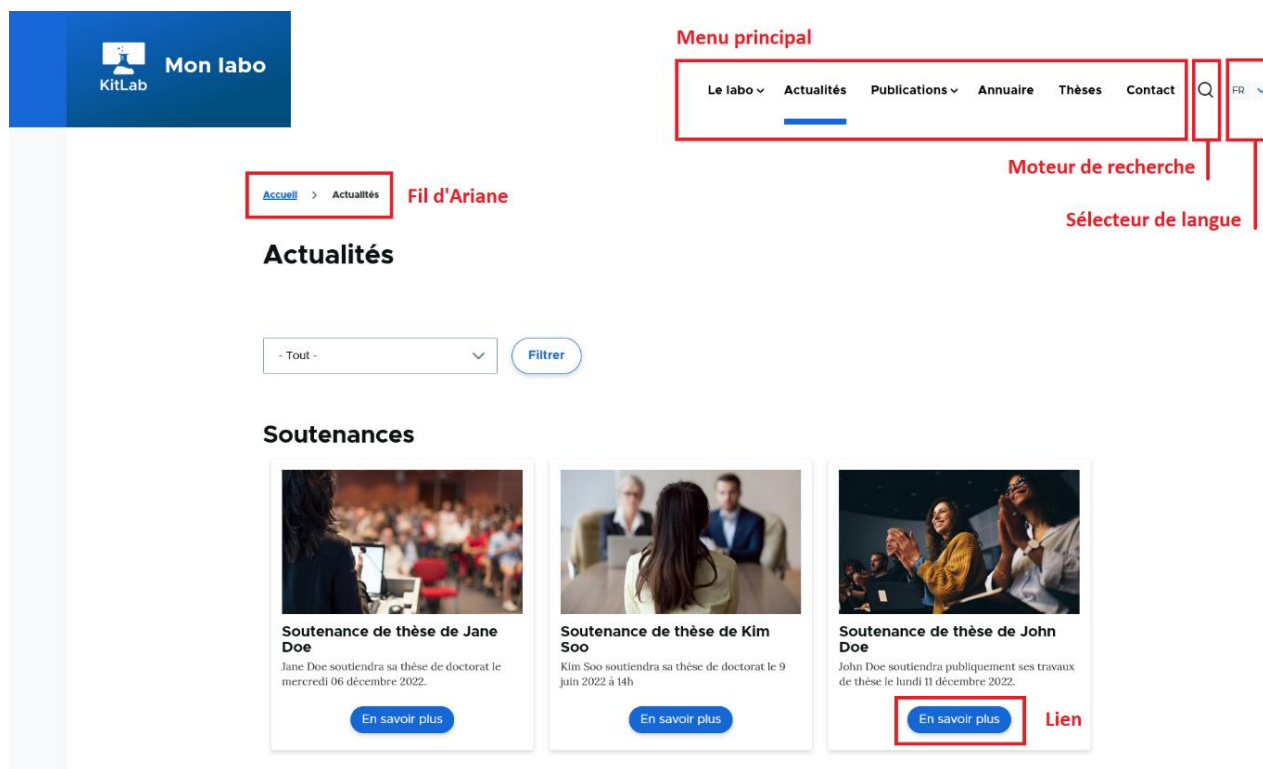 Menu principal
Mon labo
KitLab
Le labo Actualités Publications Annuaire Thèses Contact FR
Moteur de recherche
Accueil > Actualités Fil d'Ariane
Sélecteur de langue
Actualités
- Tout - Filtrer
Soutenances
Soutenance de thèse de Jane
Doe
Jane Doe soutiendra sa thèse de doctorat le
mercredi 06 décembre 2022.
En savoir plus
Soutenance de thèse de Kim
Soo
Kim Soo soutiendra sa thèse de doctorat le 9
juin 2022 à 14h
En savoir plus
Soutenance de thèse de John
Doe
John Doe soutiendra publiquement ses travaux
de thèse le lundi 11 décembre 2022.
En savoir plus Lien